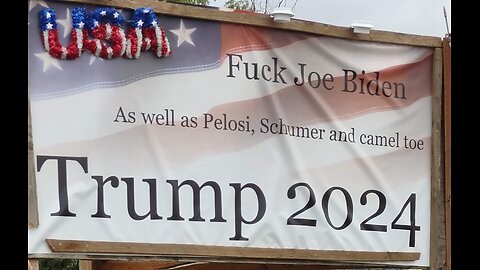 USA
Fuck Joe Biden
As well as Pelosi, Schumer and camel toe
Trump 2024